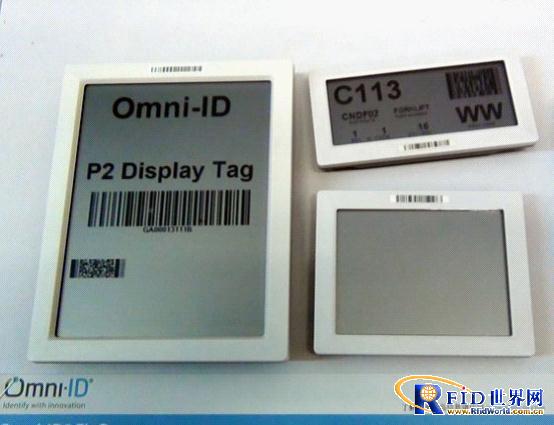 Omni-ID
P2 Display Tag
GA00013111B
C113
CNDP02 FORKLIFT
1 1 16
WW
Omni-ID®
Identify with innovation
RFID世界网
www.RfidWorld.com.cn